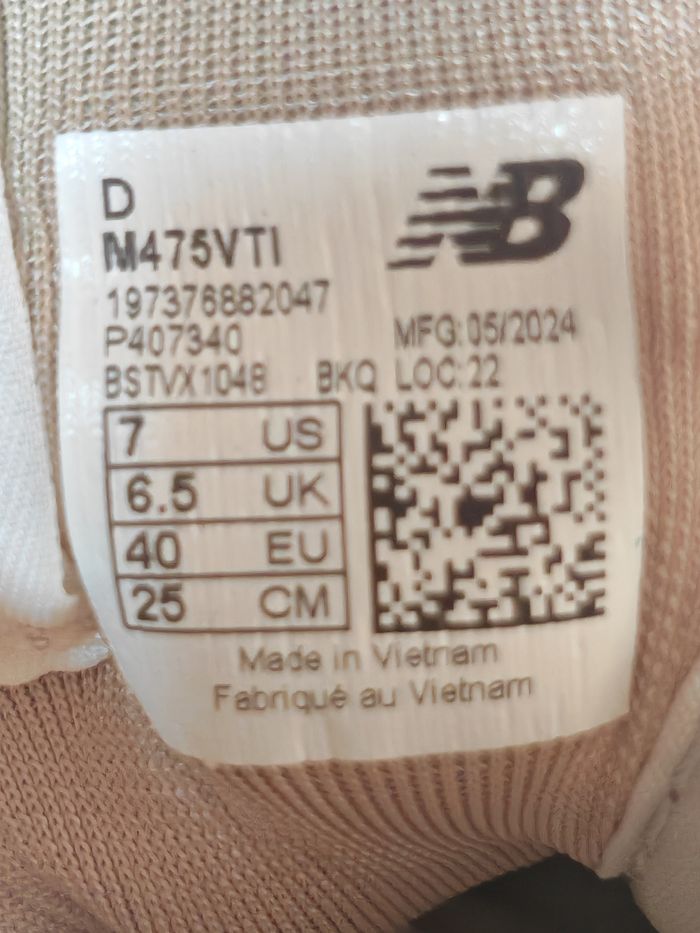 D
NB
M475VTI
197376882047
P407340 MFG:05/2024
BSTVX1048 BKQ LOC:22
7 US
6.5 UK
40 EU
25 CM
Made in Vietnam
Fabriqué au Vietnam